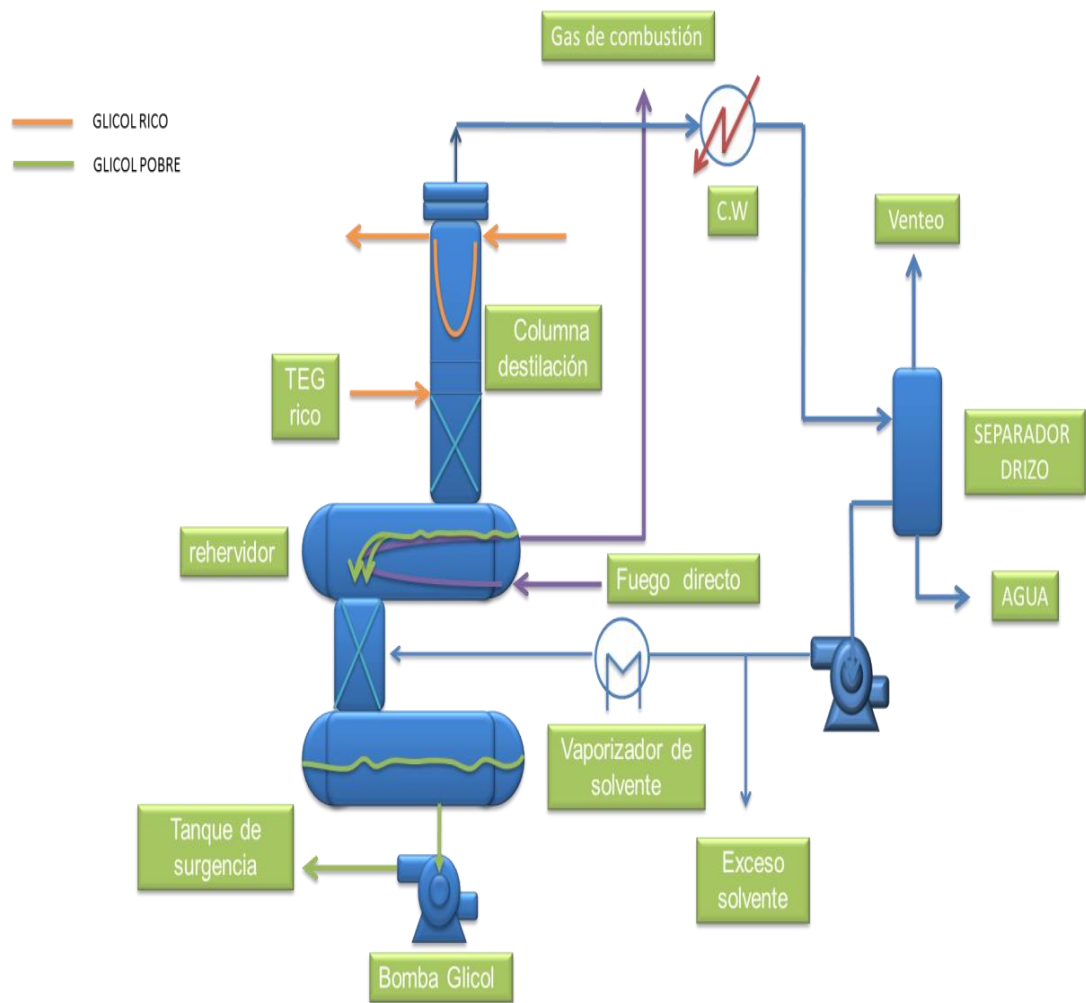 Gas de combustión
GLICOL RICO
GLICOL POBRE
C.W
Venteo
Columna
destilación
TEG
rico
SEPARADOR
DRIZO
rehervidor
Fuego directo
AGUA
Vaporizador de
solvente
Tanque de
surgencia
Exceso
solvente
Bomba Glicol